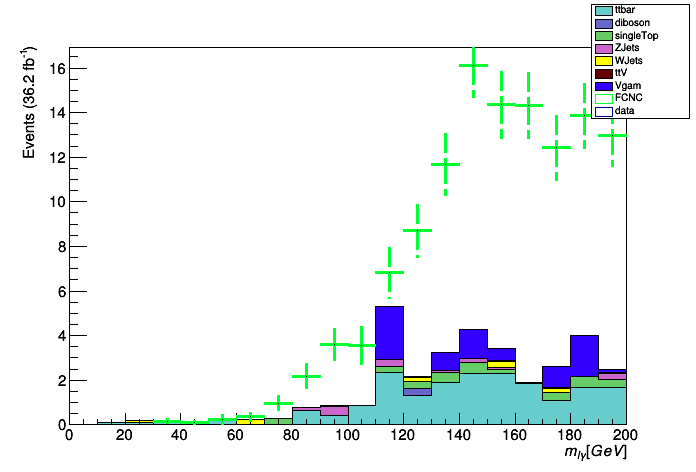 ttbar
diboson
singleTop
ZJets
WJets
ttV
Vgam
FCNC
data
Events (36.2 fb⁻¹)
16
14
12
10
8
6
4
2
0
0 20 40 60 80 100 120 140 160 180 200
m_lγ[GeV]